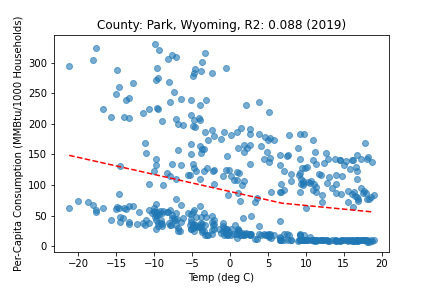 County: Park, Wyoming, R2: 0.088 (2019)
Per-Capita Consumption (MMBtu/1000 Households)
300
250
200
150
100
50
0
−20 −15 −10 −5 0 5 10 15 20
Temp (deg C)